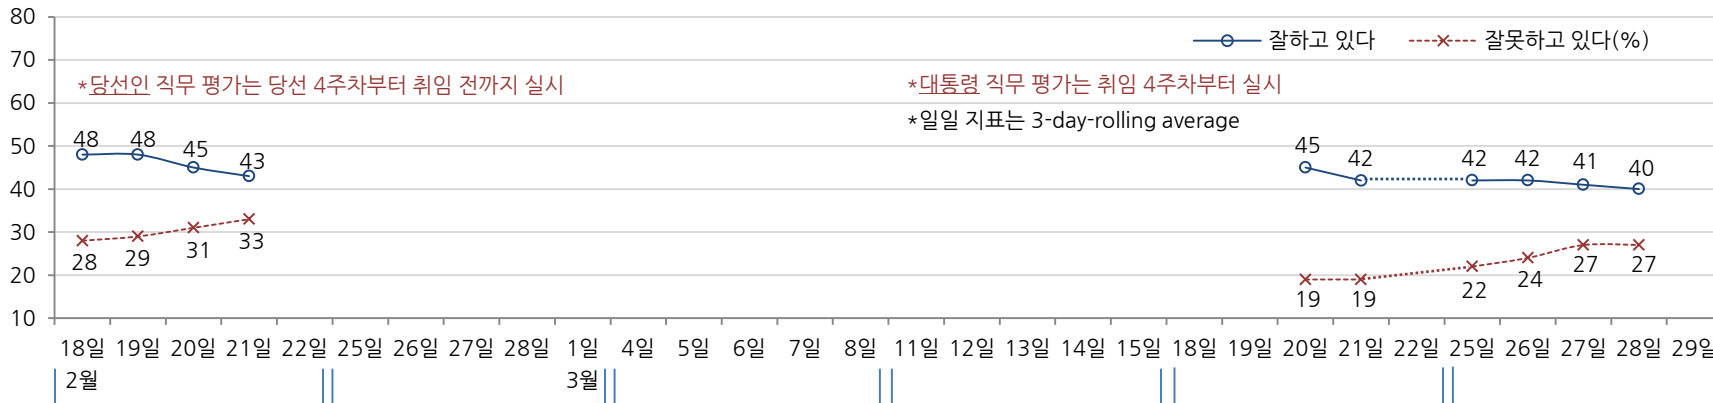 80
잘하고 있다 잘못하고 있다(%)
70
*당선인 직무 평가는 당선 4주차부터 취임 전까지 실시 *대통령 직무 평가는 취임 4주차부터 실시
60
*일일 지표는 3-day-rolling average
50
48 48 45 43 45 42 42 42 41 40
40
30
28 29 31 33
20
19 19 22 24 27 27
10
18일 19일 20일 21일 22일 25일 26일 27일 28일 1일 4일 5일 6일 7일 8일 11일 12일 13일 14일 15일 18일 19일 20일 21일 22일 25일 26일 27일 28일 29일
2월 3월